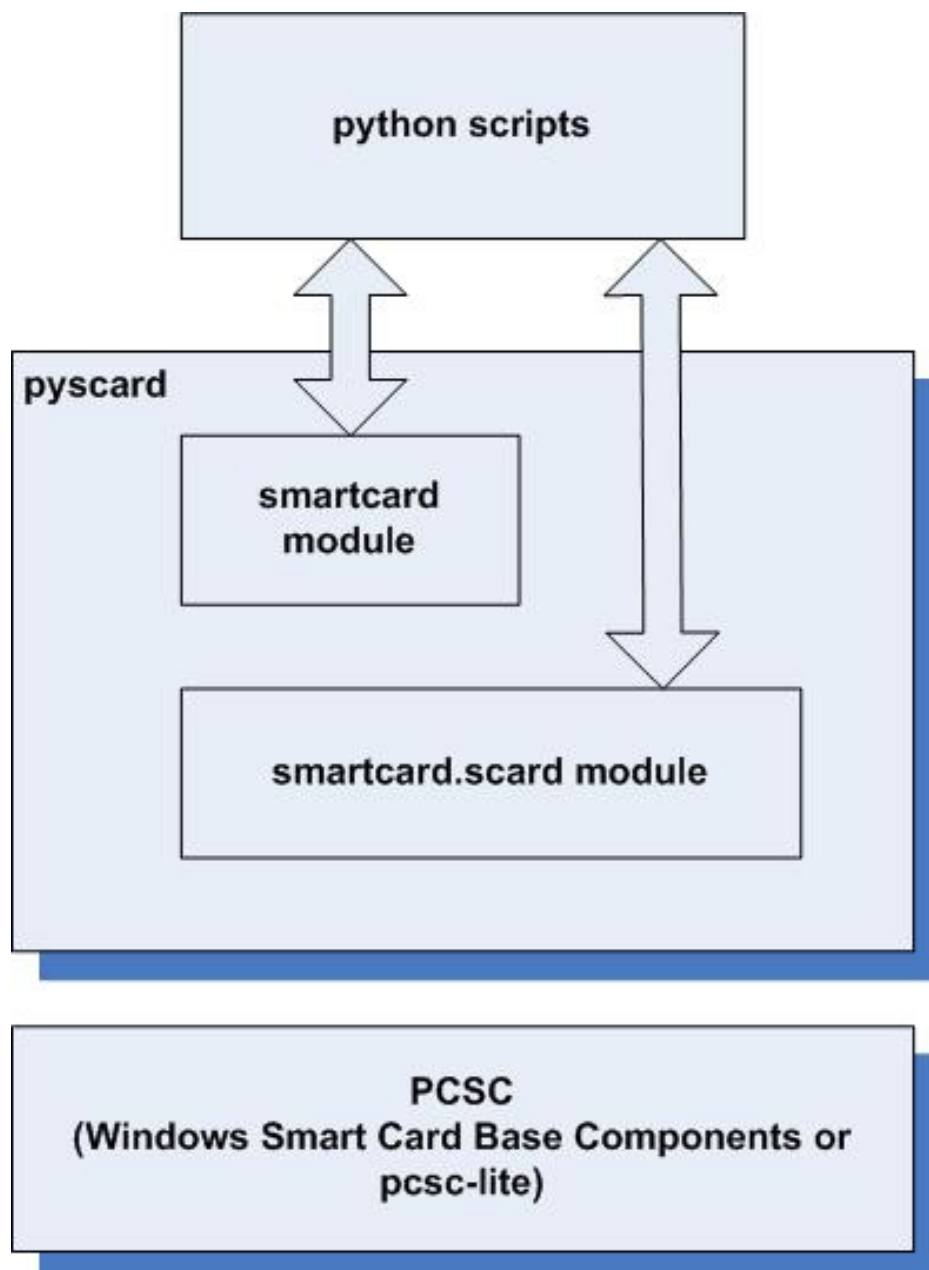 python scripts
pyscard
smartcard
module
smartcard.scard module
PCSC
(Windows Smart Card Base Components or
pcsc-lite)